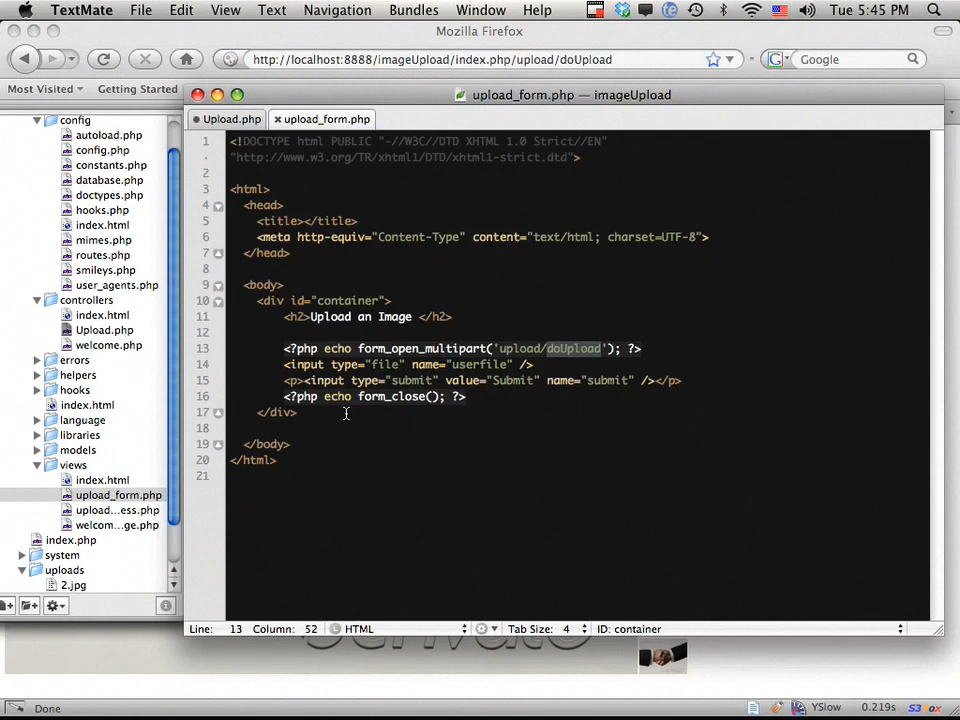 TextMate File Edit View Text Navigation Bundles Window Help Tue 5:45 PM
Mozilla Firefox
http://localhost:8888/imageUpload/index.php/upload/doUpload
Google
Most Visited Getting Started
upload_form.php — imageUpload
Upload.php upload_form.php
config
autoload.php
config.php
constants.php
database.php
doctypes.php
hooks.php
index.html
mimes.php
routes.php
smileys.php
user_agents.php
controllers
index.html
Upload.php
welcome.php
errors
helpers
hooks
index.html
language
libraries
models
views
index.html
upload_form.php
upload...ess.php
welcom...ge.php
index.php
system
uploads
2.jpg
1 <!DOCTYPE html PUBLIC "-//W3C//DTD XHTML 1.0 Strict//EN"
"http://www.w3.org/TR/xhtml1/DTD/xhtml1-strict.dtd">
2
3 <html>
4 <head>
5 <title></title>
6 <meta http-equiv="Content-Type" content="text/html; charset=UTF-8">
7 </head>
8
9 <body>
10 <div id="container">
11 <h2>Upload an Image </h2>
12
13 <?php echo form_open_multipart('upload/doUpload'); ?>
14 <input type="file" name="userfile" />
15 <p><input type="submit" value="Submit" name="submit" /></p>
16 <?php echo form_close(); ?>
17 </div>
18
19 </body>
20 </html>
21
Line: 13 Column: 52 HTML Tab Size: 4 ID: container
Done YSlow 0.219s S3Fox